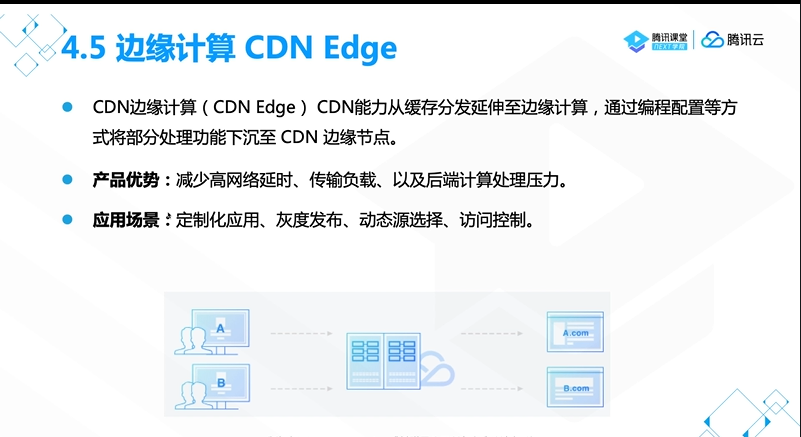 4.5 边缘计算 CDN Edge
腾讯课堂
NEXT学院
腾讯云
CDN边缘计算（CDN Edge） CDN能力从缓存分发延伸至边缘计算，通过编程配置等方
式将部分处理功能下沉至 CDN 边缘节点。
产品优势：减少高网络延时、传输负载、以及后端计算处理压力。
应用场景：定制化应用、灰度发布、动态源选择、访问控制。
A
A.com
B
B.com